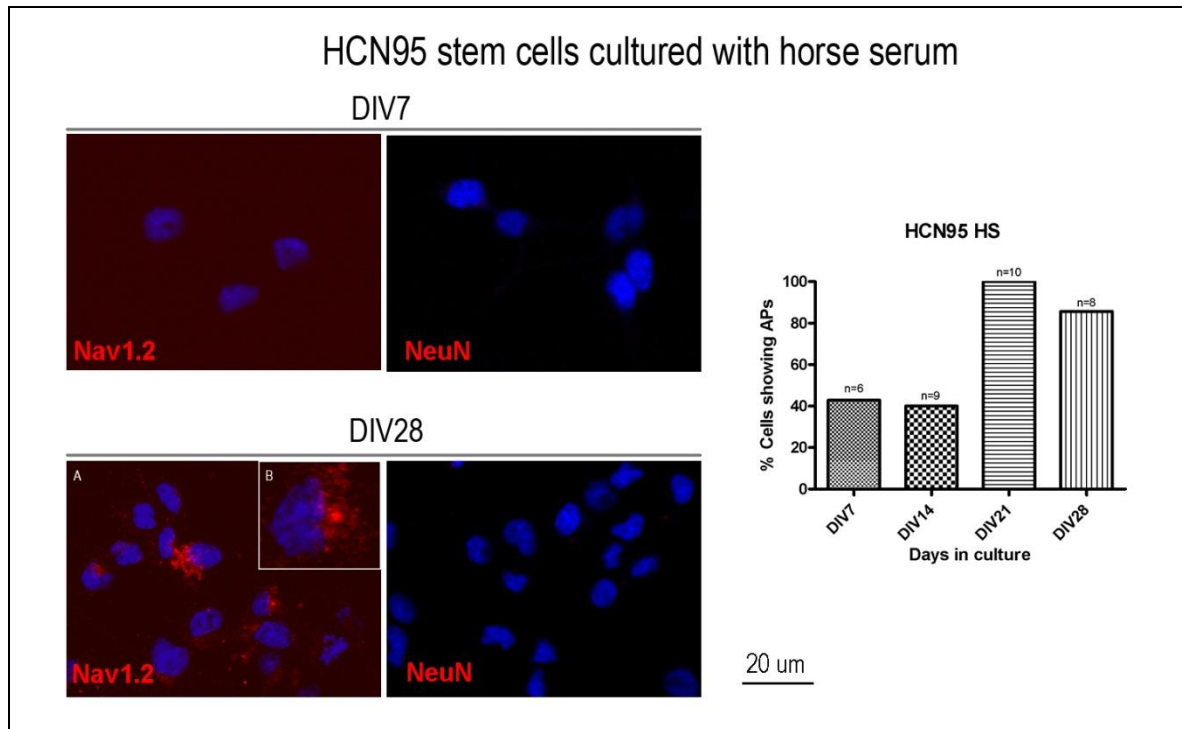 HCN95 stem cells cultured with horse serum
DIV7
Nav1.2
NeuN
DIV28
A
B
Nav1.2
NeuN
HCN95 HS
% Cells showing APs
100
80
60
40
20
0
n=6
n=9
n=10
n=8
DIV7
DIV14
DIV21
DIV28
Days in culture
20 um